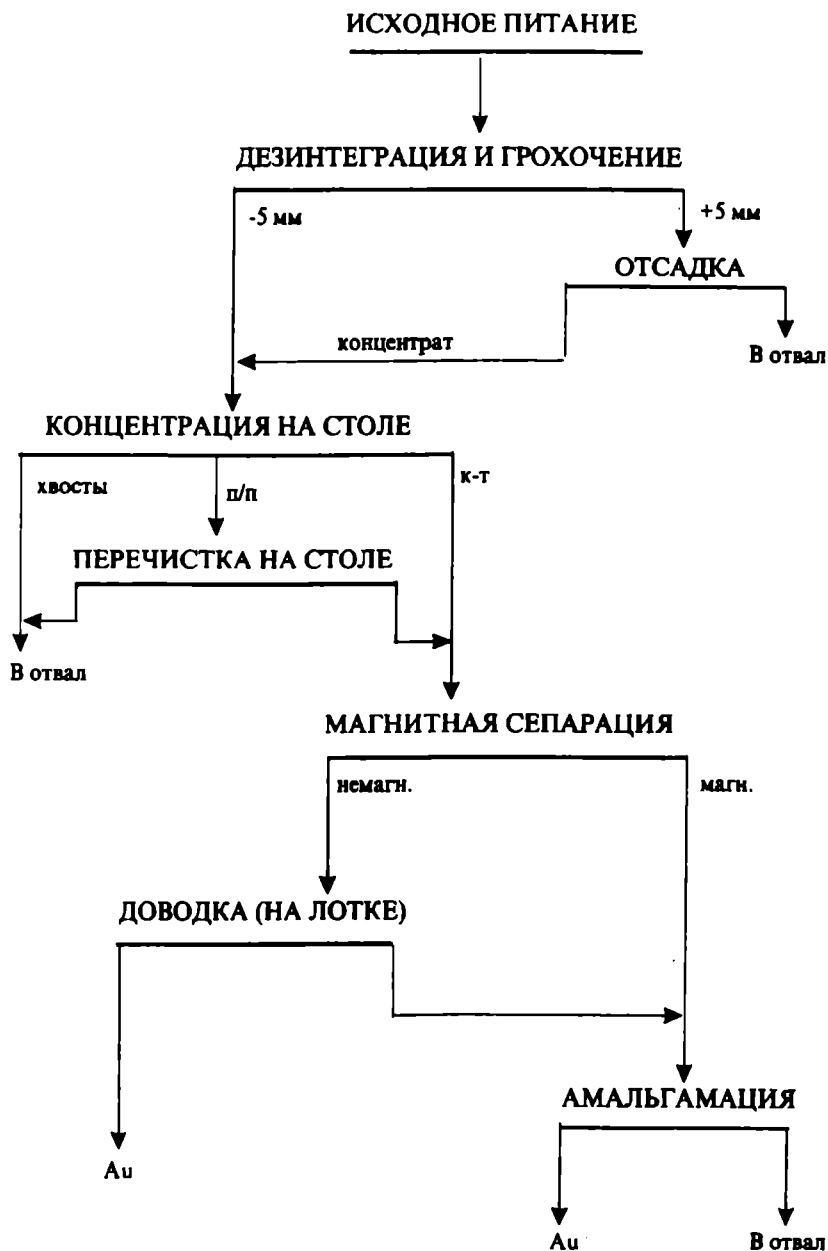 ИСХОДНОЕ ПИТАНИЕ
ДЕЗИНТЕГРАЦИЯ И ГРОХОЧЕНИЕ
-5 мм
+5 мм
ОТСАДКА
концентрат
В отвал
КОНЦЕНТРАЦИЯ НА СТОЛЕ
хвосты
п/п
к-т
ПЕРЕЧИСТКА НА СТОЛЕ
В отвал
МАГНИТНАЯ СЕПАРАЦИЯ
немагн.
магн.
ДОВОДКА (НА ЛОТКЕ)
АМАЛЬГАМАЦИЯ
Au
Au
В отвал